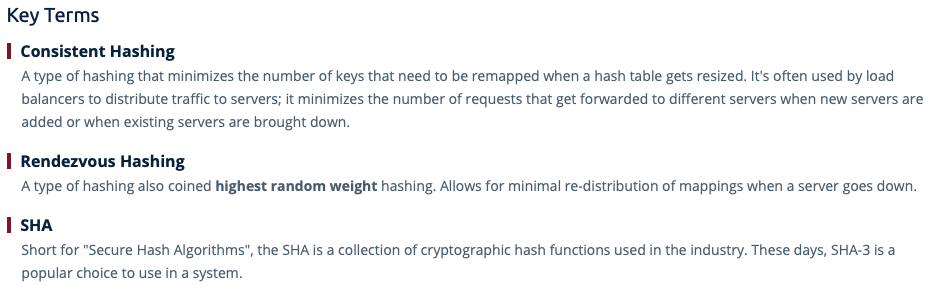 Key Terms
Consistent Hashing
A type of hashing that minimizes the number of keys that need to be remapped when a hash table gets resized. It's often used by load
balancers to distribute traffic to servers; it minimizes the number of requests that get forwarded to different servers when new servers are
added or when existing servers are brought down.
Rendezvous Hashing
A type of hashing also coined highest random weight hashing. Allows for minimal re-distribution of mappings when a server goes down.
SHA
Short for "Secure Hash Algorithms", the SHA is a collection of cryptographic hash functions used in the industry. These days, SHA-3 is a
popular choice to use in a system.